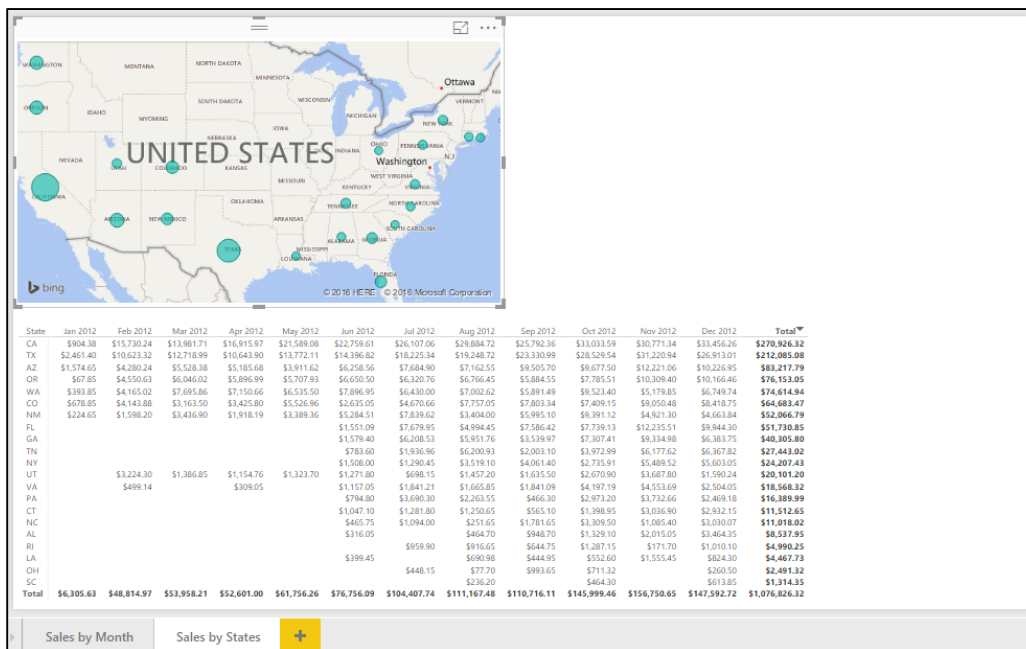 WASHINGTON
MONTANA
NORTH DAKOTA
MINNESOTA
Ottawa
OREGON
IDAHO
WYOMING
SOUTH DAKOTA
WISCONSIN
MICHIGAN
VERMONT
NEW YORK
NEBRASKA
IOWA
NEVADA
UTAH
COLORADO
UNITED STATES
KANSAS
INDIANA
OHIO
PENNSYLVANIA
N.J.
Washington
MISSOURI
WEST VIRGINIA
KENTUCKY
VIRGINIA
CALIFORNIA
OKLAHOMA
TENNESSEE
NORTH CAROLINA
ARIZONA
NEW MEXICO
ARKANSAS
SOUTH CAROLINA
TEXAS
MISSISSIPPI
ALABAMA
GEORGIA
LOUISIANA
FLORIDA
bing
© 2016 HERE © 2016 Microsoft Corporation
State Jan 2012 Feb 2012 Mar 2012 Apr 2012 May 2012 Jun 2012 Jul 2012 Aug 2012 Sep 2012 Oct 2012 Nov 2012 Dec 2012 Total
CA $904.38 $15,730.24 $13,981.71 $16,915.97 $21,589.08 $22,759.61 $26,107.06 $29,884.72 $25,792.36 $33,033.59 $30,771.34 $33,456.26 $270,926.32
TX $2,461.40 $10,623.32 $12,718.99 $10,643.90 $13,772.11 $14,396.82 $18,225.34 $19,248.72 $23,330.99 $28,529.54 $31,220.94 $26,913.01 $212,085.08
AZ $1,574.65 $4,280.24 $5,528.38 $5,185.68 $3,911.62 $6,258.56 $7,684.90 $7,162.55 $9,505.70 $9,677.50 $12,221.06 $10,226.95 $83,217.79
OR $67.85 $4,550.63 $6,046.02 $5,896.99 $5,707.93 $6,650.50 $6,320.76 $6,766.45 $5,884.55 $7,785.51 $10,309.40 $10,166.46 $76,153.05
WA $393.85 $4,165.02 $7,695.86 $7,150.66 $6,535.50 $7,896.95 $6,430.00 $7,002.62 $5,891.49 $9,523.40 $5,179.85 $6,749.74 $74,614.94
CO $678.85 $4,143.88 $3,163.50 $3,425.80 $5,526.96 $2,635.05 $4,670.66 $7,757.05 $7,803.34 $7,409.15 $9,050.48 $8,418.75 $64,683.47
NM $224.65 $1,598.20 $3,436.90 $1,918.19 $3,389.36 $5,284.51 $7,839.62 $3,404.00 $5,995.10 $9,391.12 $4,921.30 $4,663.84 $52,066.79
FL $1,551.09 $7,679.95 $4,994.45 $7,586.42 $7,739.13 $12,235.51 $9,944.30 $51,730.85
GA $1,579.40 $6,208.53 $5,951.76 $3,539.97 $7,307.41 $9,334.98 $6,383.75 $40,305.80
TN $783.60 $1,936.96 $6,200.93 $2,003.10 $3,972.99 $6,177.62 $6,367.82 $27,443.02
NY $1,508.00 $1,290.45 $3,519.10 $4,061.40 $2,735.91 $5,489.52 $5,603.05 $24,207.43
UT $3,224.30 $1,386.85 $1,154.76 $1,323.70 $1,271.80 $698.15 $1,457.20 $1,635.50 $2,670.90 $3,687.80 $1,590.24 $20,101.20
VA $499.14 $309.05 $1,157.05 $1,841.21 $1,665.85 $1,841.09 $4,197.19 $4,553.69 $2,504.05 $18,568.32
PA $794.80 $3,690.30 $2,263.55 $466.30 $2,973.20 $3,732.66 $2,469.18 $16,389.99
CT $1,047.10 $1,281.80 $1,250.65 $565.10 $1,398.95 $3,036.90 $2,932.15 $11,512.65
NC $465.75 $1,094.00 $251.65 $1,781.65 $3,309.50 $1,085.40 $3,030.07 $11,018.02
AL $316.05 $464.70 $948.70 $1,329.10 $2,015.05 $3,464.35 $8,537.95
RI $959.90 $916.65 $644.75 $1,287.15 $171.70 $1,010.10 $4,990.25
LA $399.45 $690.98 $444.95 $552.60 $1,555.45 $824.30 $4,467.73
OH $448.15 $77.70 $993.65 $711.32 $260.50 $2,491.32
SC $236.20 $464.30 $613.85 $1,314.35
Total $6,305.63 $48,814.97 $53,958.21 $52,601.00 $61,756.26 $76,756.09 $104,407.74 $111,167.48 $110,716.11 $145,999.46 $156,750.65 $147,592.72 $1,076,826.32
Sales by Month Sales by States +